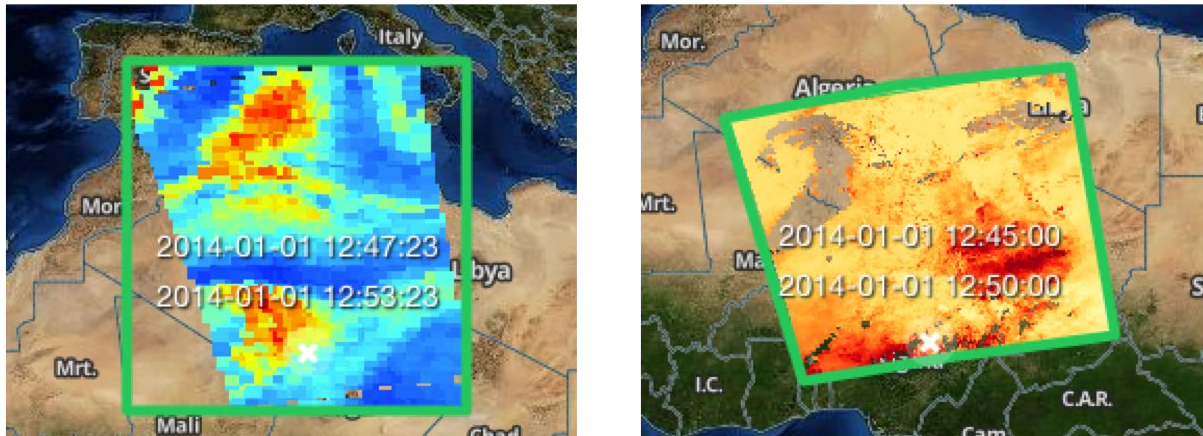 Italy
S
Mor
2014-01-01 12:47:23
Libya
2014-01-01 12:53:23
Mrt.
Mali
Chad
Mor.
Algeria
Mrt.
2014-01-01 12:45:00
Ma
2014-01-01 12:50:00
S
I.C.
C.A.R.
Cam